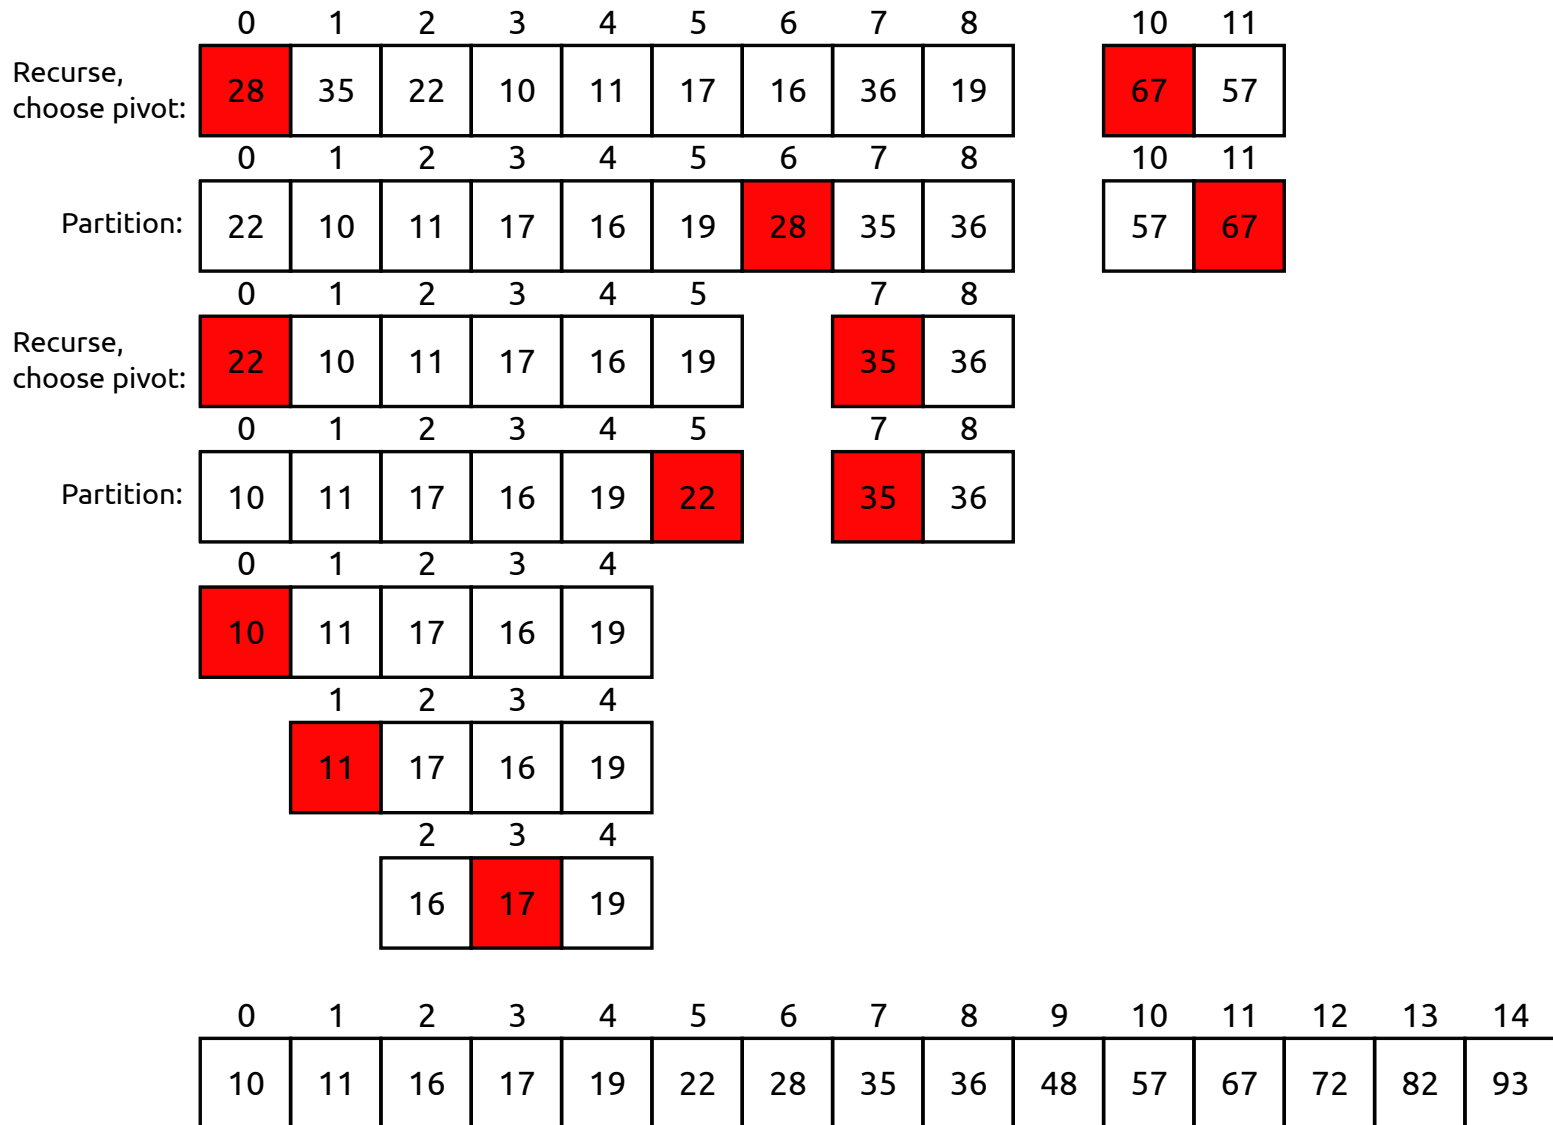 0 1 2 3 4 5 6 7 8 10 11
Recurse,
choose pivot:
28 35 22 10 11 17 16 36 19 67 57
0 1 2 3 4 5 6 7 8 10 11
Partition: 22 10 11 17 16 19 28 35 36 57 67
0 1 2 3 4 5 7 8
Recurse,
choose pivot:
22 10 11 17 16 19 35 36
0 1 2 3 4 5 7 8
Partition: 10 11 17 16 19 22 35 36
0 1 2 3 4
10 11 17 16 19
1 2 3 4
11 17 16 19
2 3 4
16 17 19
0 1 2 3 4 5 6 7 8 9 10 11 12 13 14
10 11 16 17 19 22 28 35 36 48 57 67 72 82 93